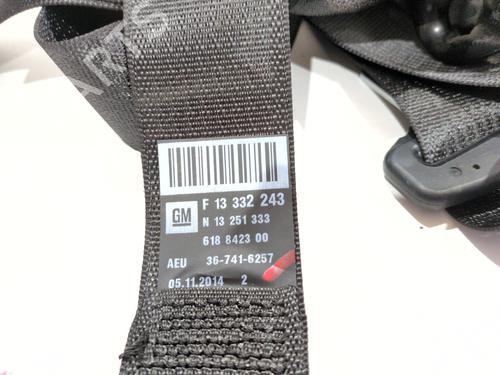 F 13 332 243
GM
N 13 251 333
618 8423 00
AEU 36-741-6257
05.11.2014 2